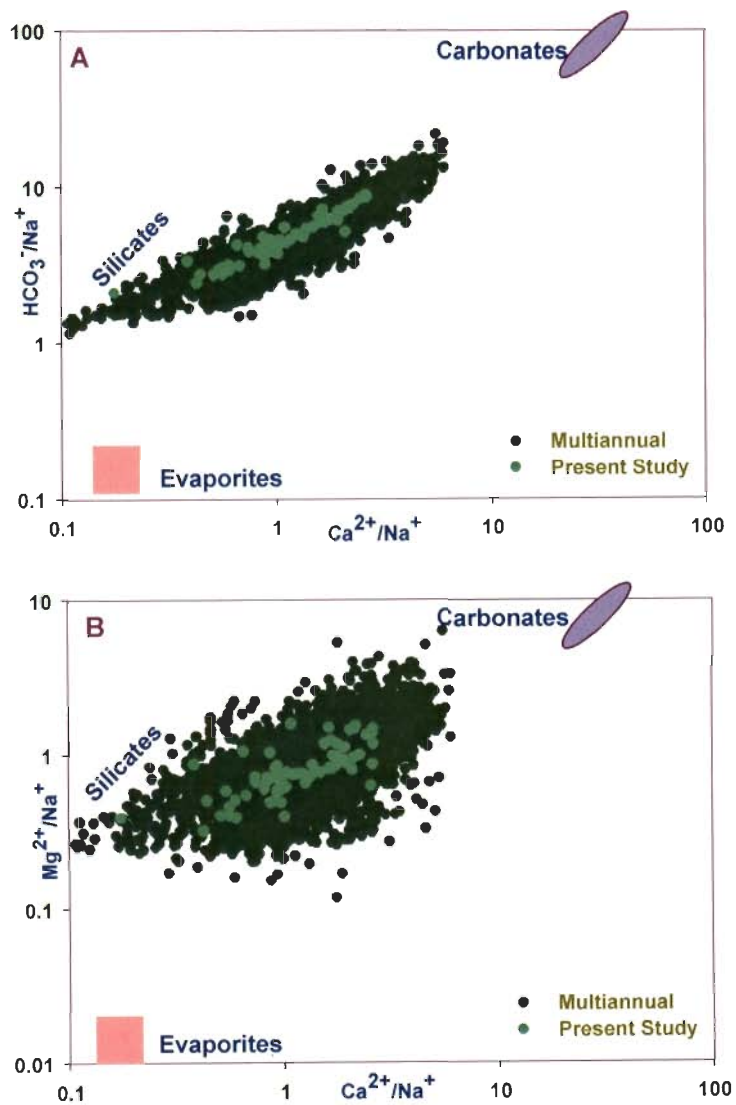 100
A
Carbonates
10
HCO₃⁻/Na⁺
Silicates
1
Multiannual
Present Study
Evaporites
0.1
0.1
1
10
100
Ca²⁺/Na⁺
10
B
Carbonates
Silicates
1
Mg²⁺/Na⁺
0.1
Multiannual
Present Study
Evaporites
0.01
0.1
1
10
100
Ca²⁺/Na⁺